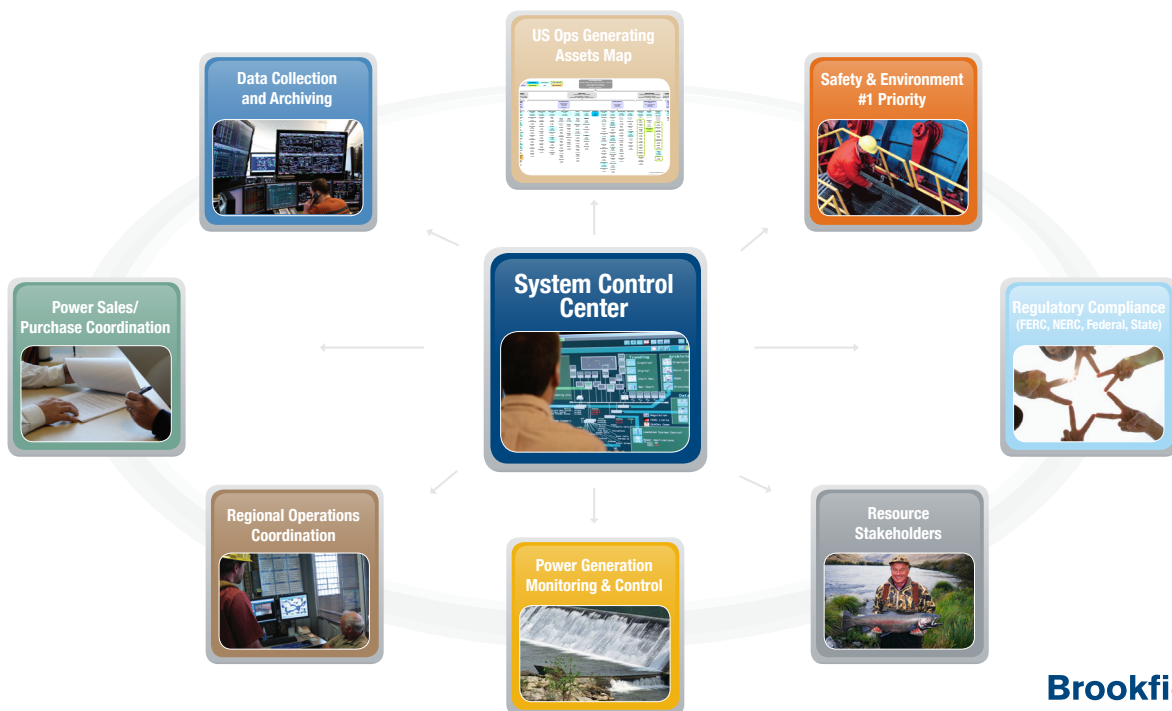 US Ops Generating
Assets Map
Data Collection
and Archiving
Safety & Environment
#1 Priority
System Control
Center
Power Sales/
Purchase Coordination
Regulatory Compliance
(FERC, NERC, Federal, State)
Regional Operations
Coordination
Resource
Stakeholders
Power Generation
Monitoring & Control
Brookfi